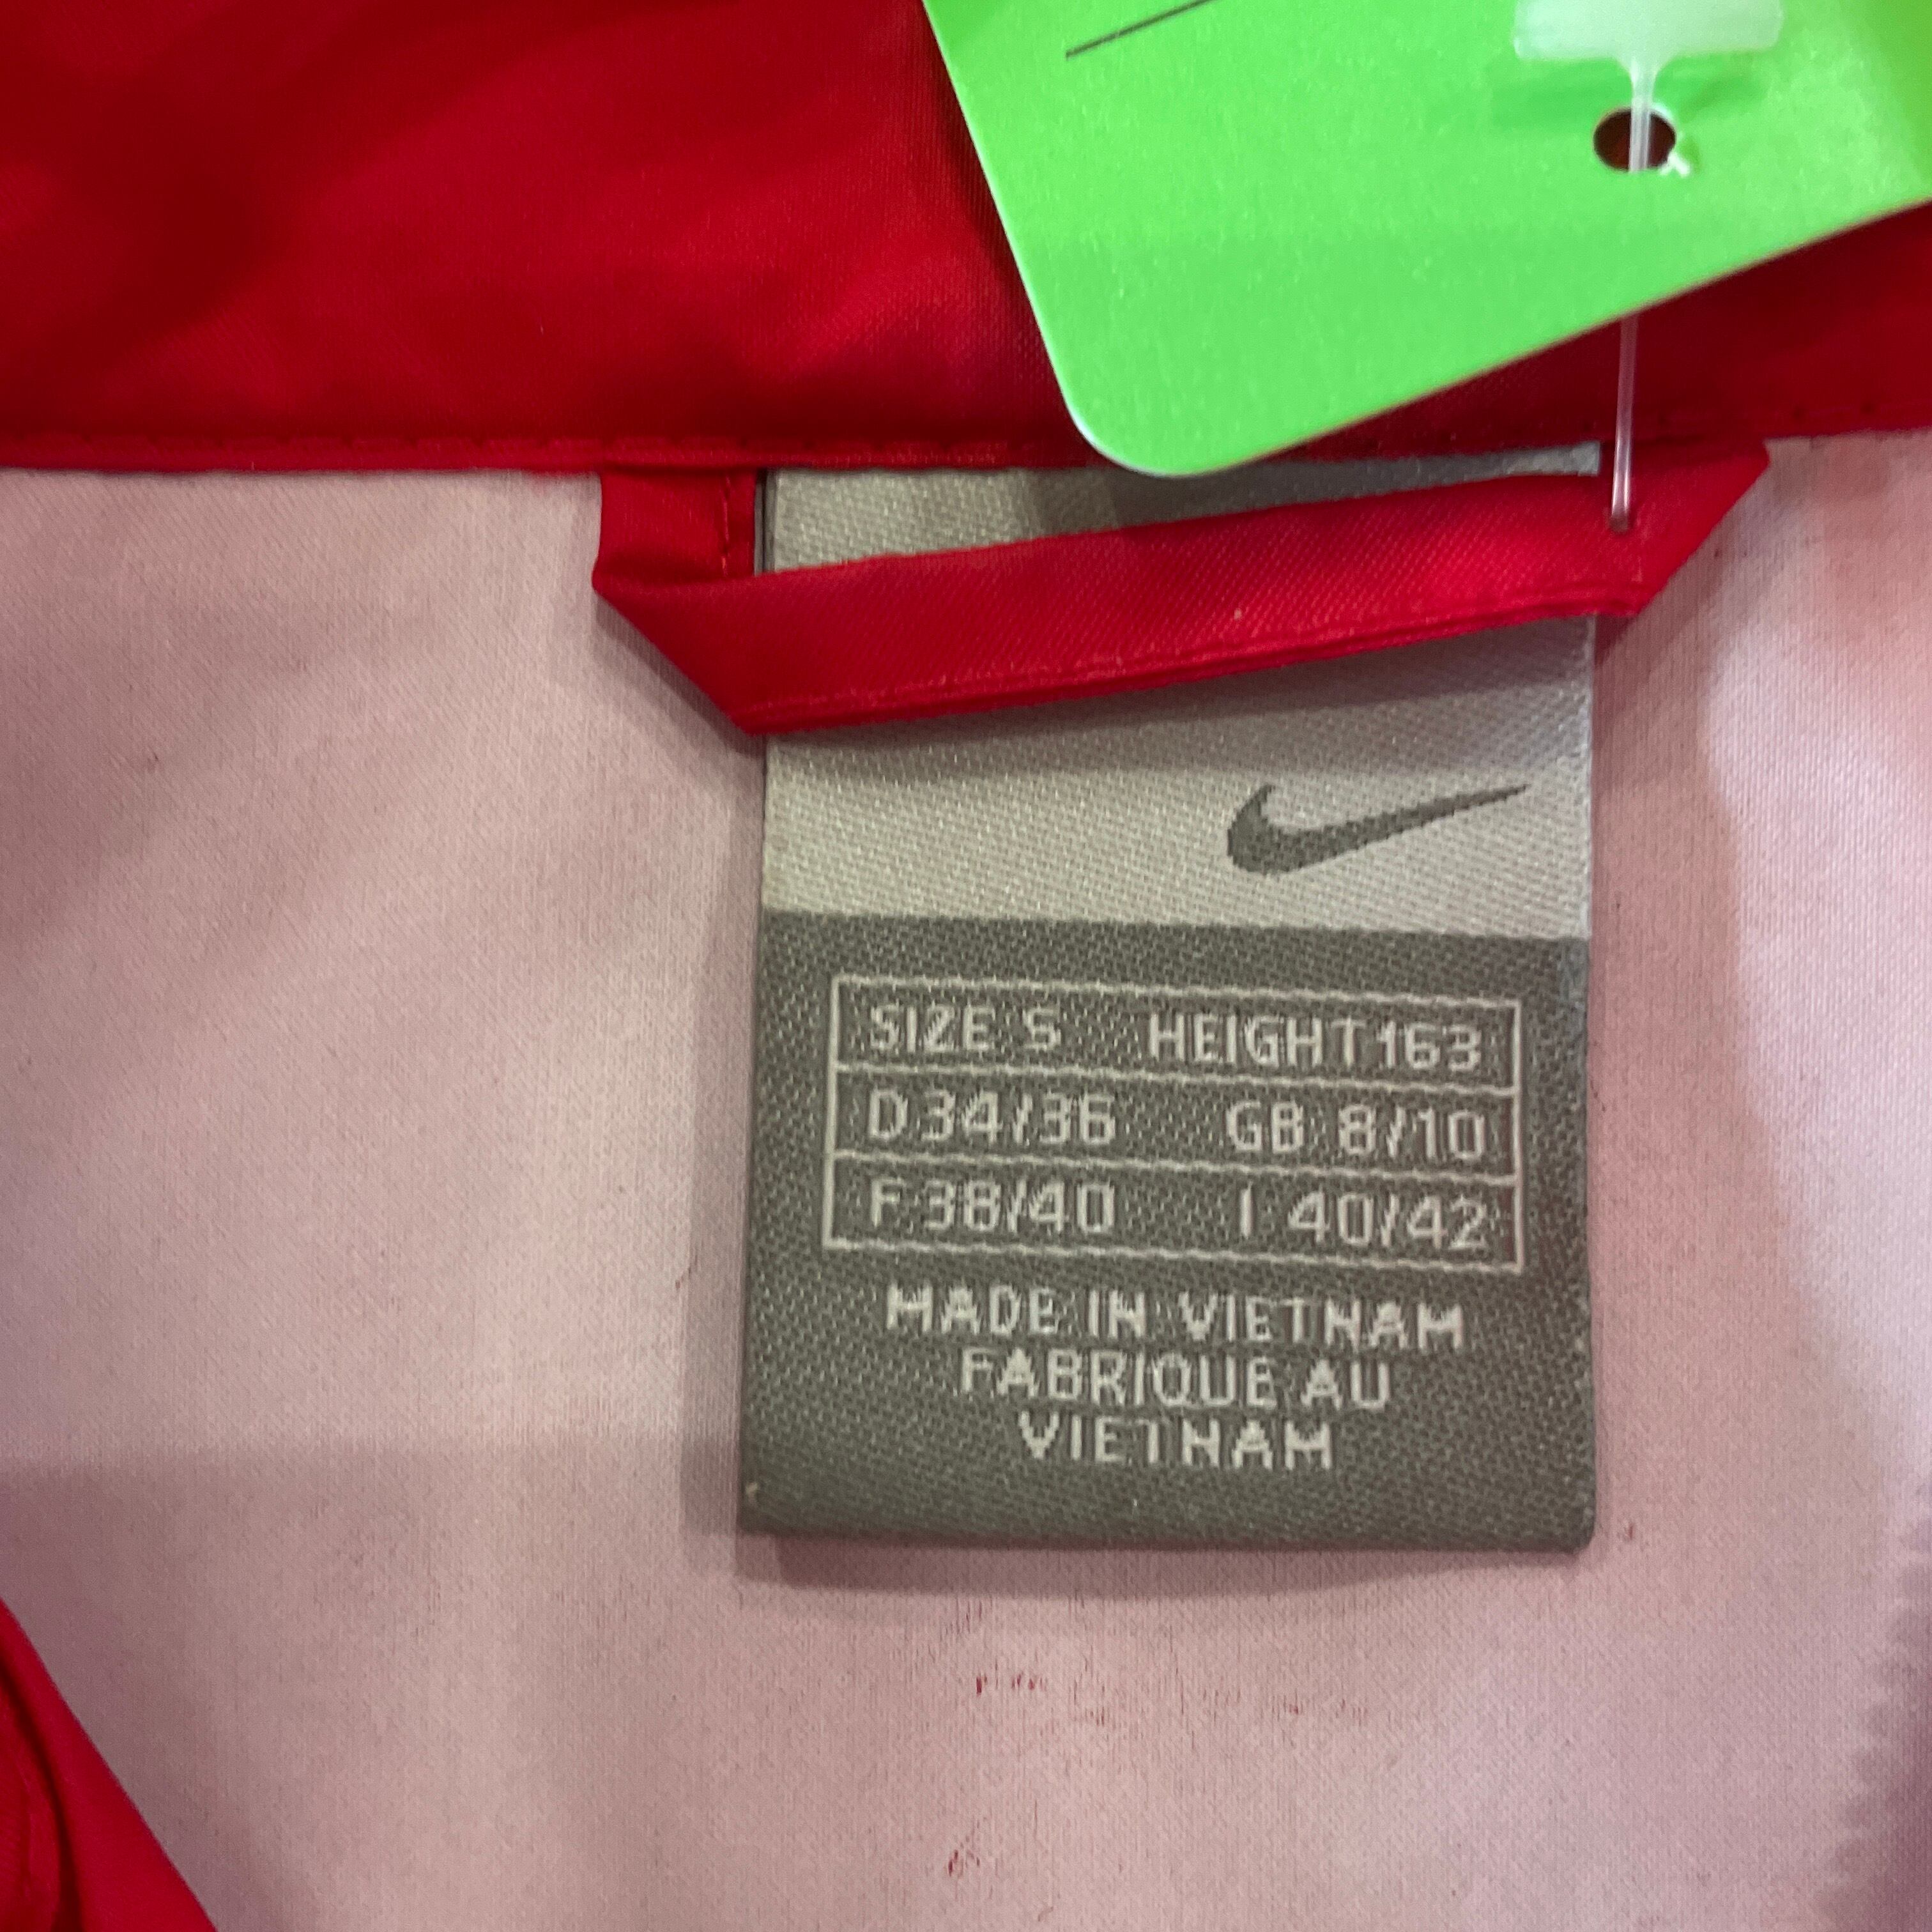 SIZE S HEIGHT 163
D 34/36 GB 8/10
F 38/40 I 40/42
MADE IN VIETNAM
FABRIQUE AU
VIETNAM